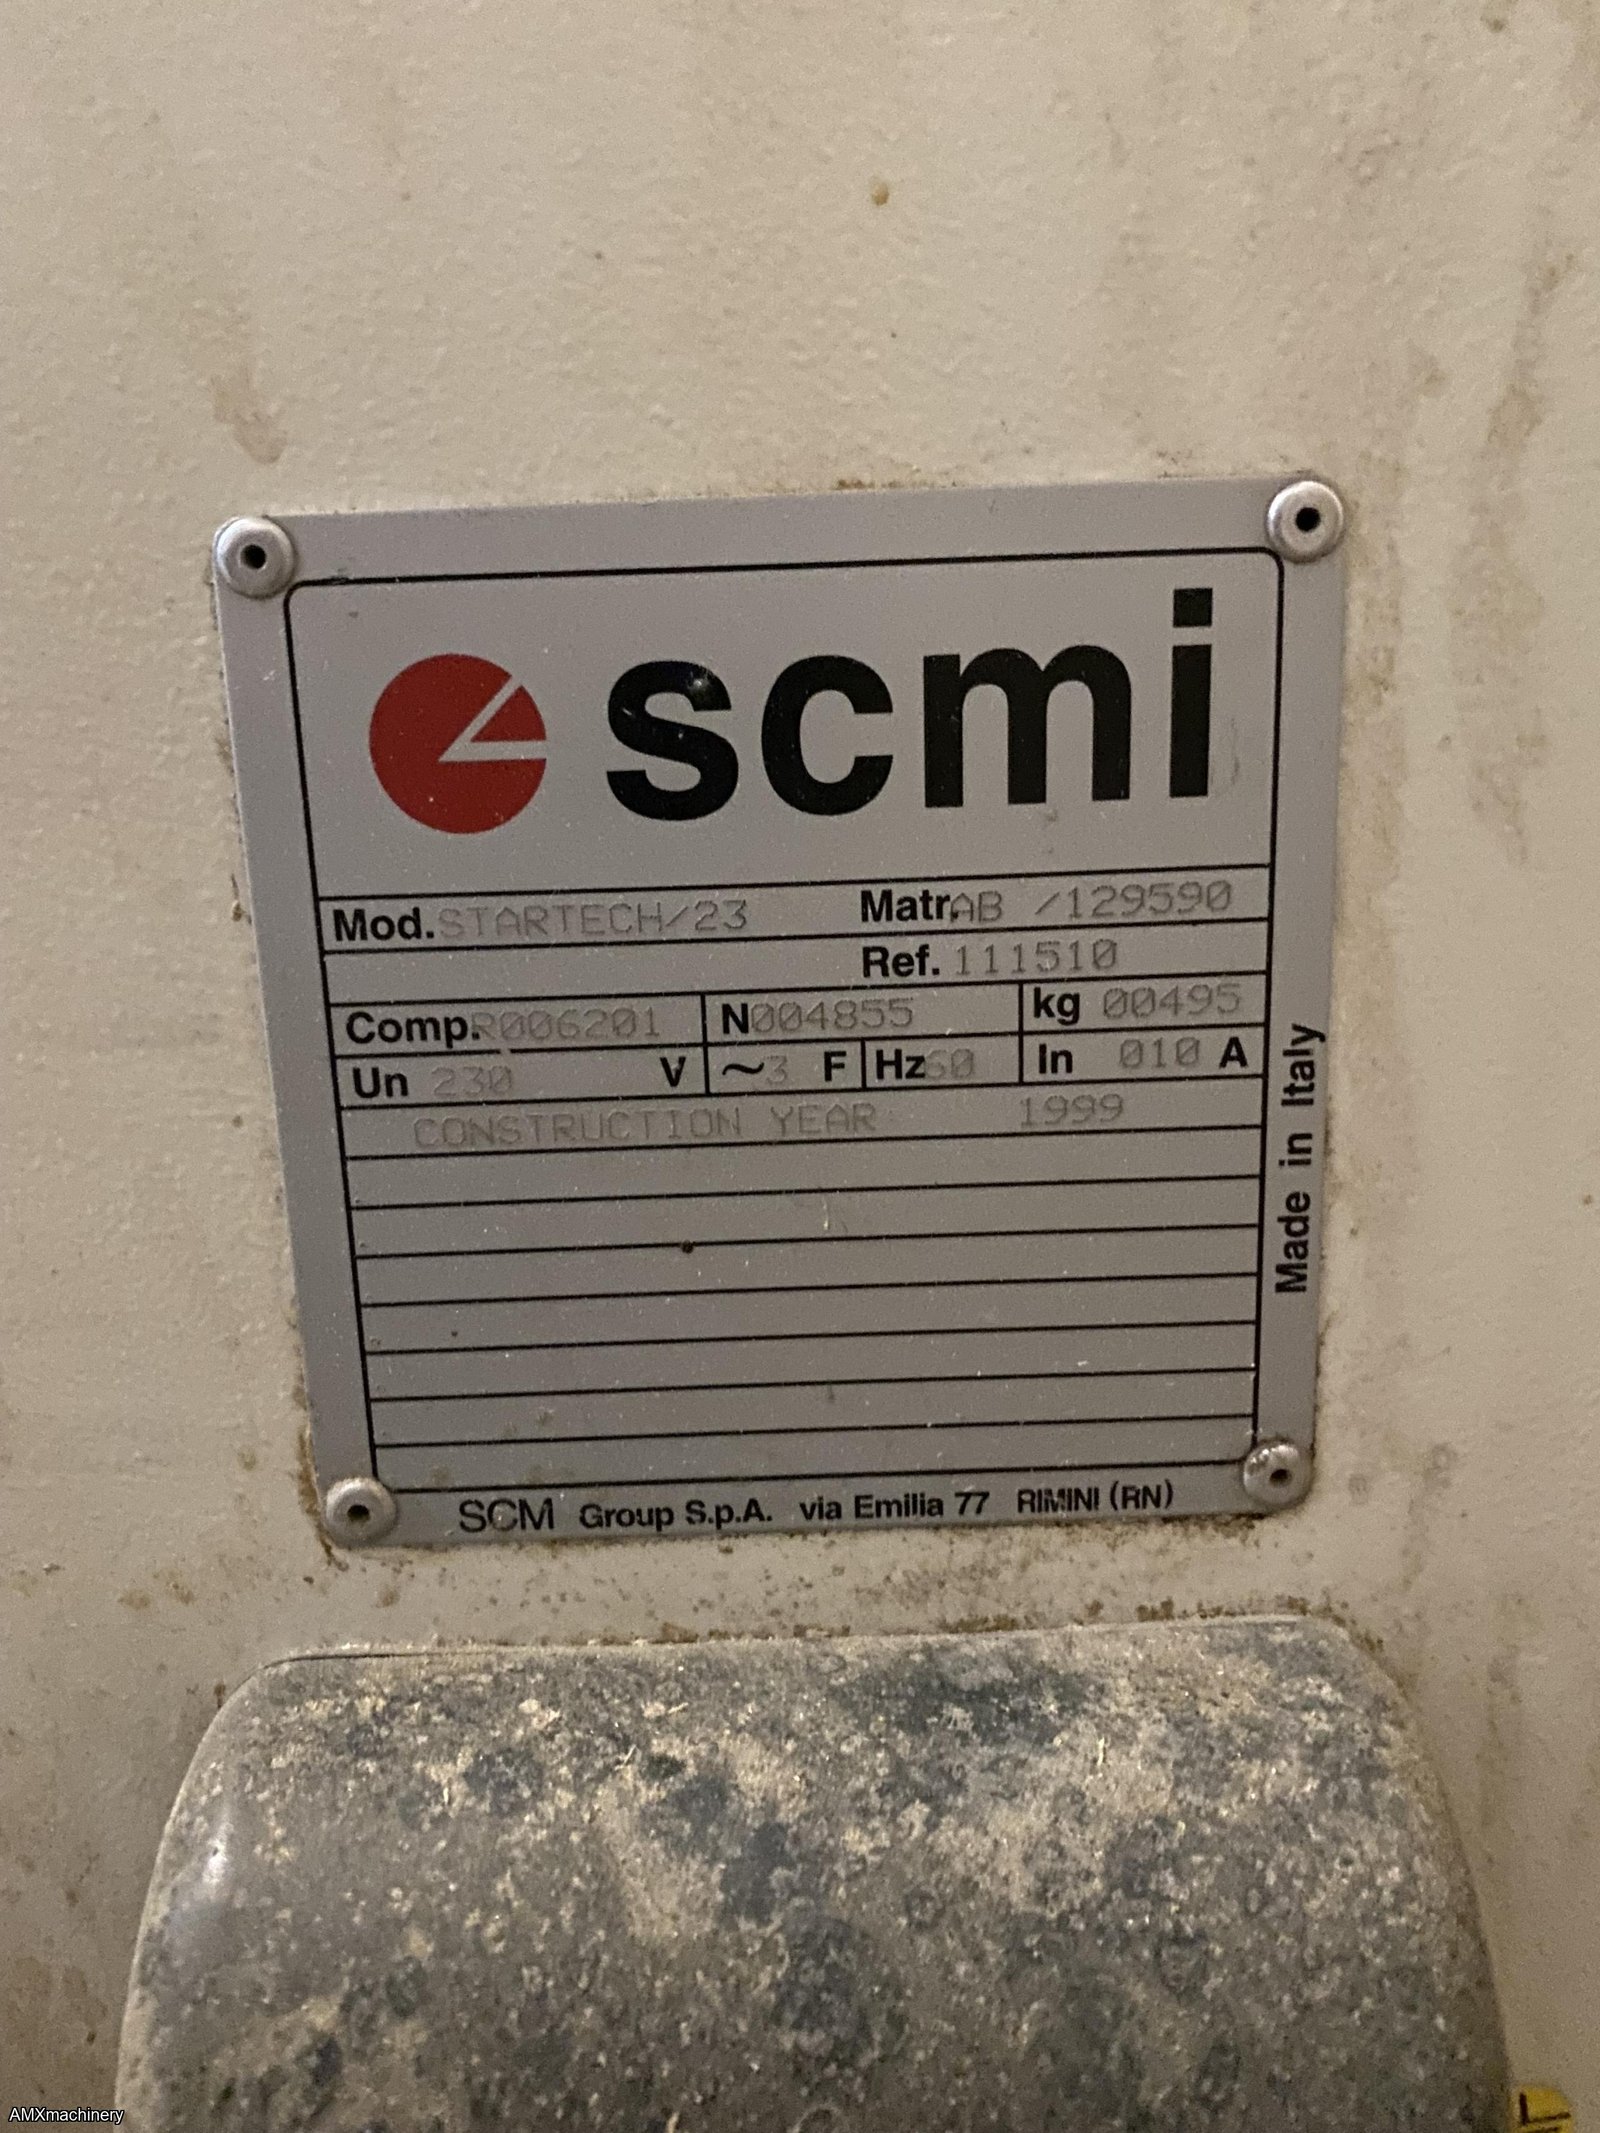 scmi
Mod. STARTECH/23 Matr. AB /129590
Ref. 111510
Comp. R006201 N 004855 kg 00495
Un 230 V ~3 F Hz 60 In 010 A
CONSTRUCTION YEAR 1999
Made in Italy
SCM Group S.p.A. via Emilia 77 RIMINI (RN)
AMXmachinery